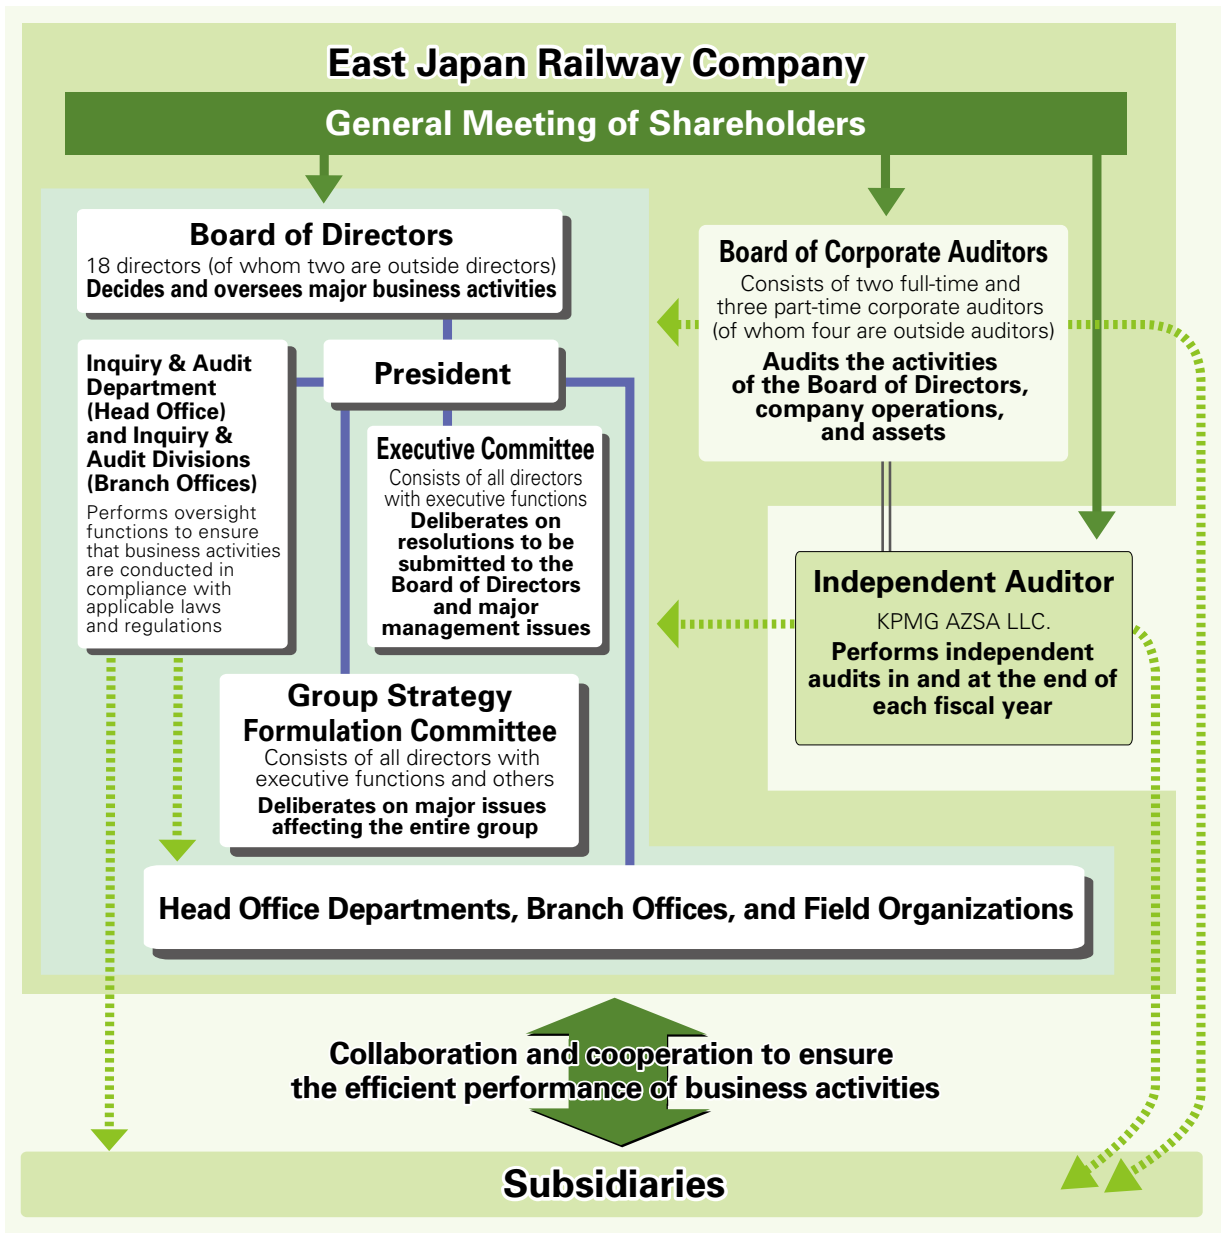 East Japan Railway Company
General Meeting of Shareholders
Board of Directors
18 directors (of whom two are outside directors)
Decides and oversees major business activities
Board of Corporate Auditors
Consists of two full-time and
three part-time corporate auditors
(of whom four are outside auditors)
Audits the activities
of the Board of Directors,
company operations,
and assets
Inquiry & Audit
Department
(Head Office)
and Inquiry &
Audit Divisions
(Branch Offices)
Performs oversight
functions to ensure
that business activities
are conducted in
compliance with
applicable laws
and regulations
President
Executive Committee
Consists of all directors
with executive functions
Deliberates on
resolutions to be
submitted to the
Board of Directors
and major
management issues
Independent Auditor
KPMG AZSA LLC.
Performs independent
audits in and at the end of
each fiscal year
Group Strategy
Formulation Committee
Consists of all directors with
executive functions and others
Deliberates on major issues
affecting the entire group
Head Office Departments, Branch Offices, and Field Organizations
Collaboration and cooperation to ensure
the efficient performance of business activities
Subsidiaries